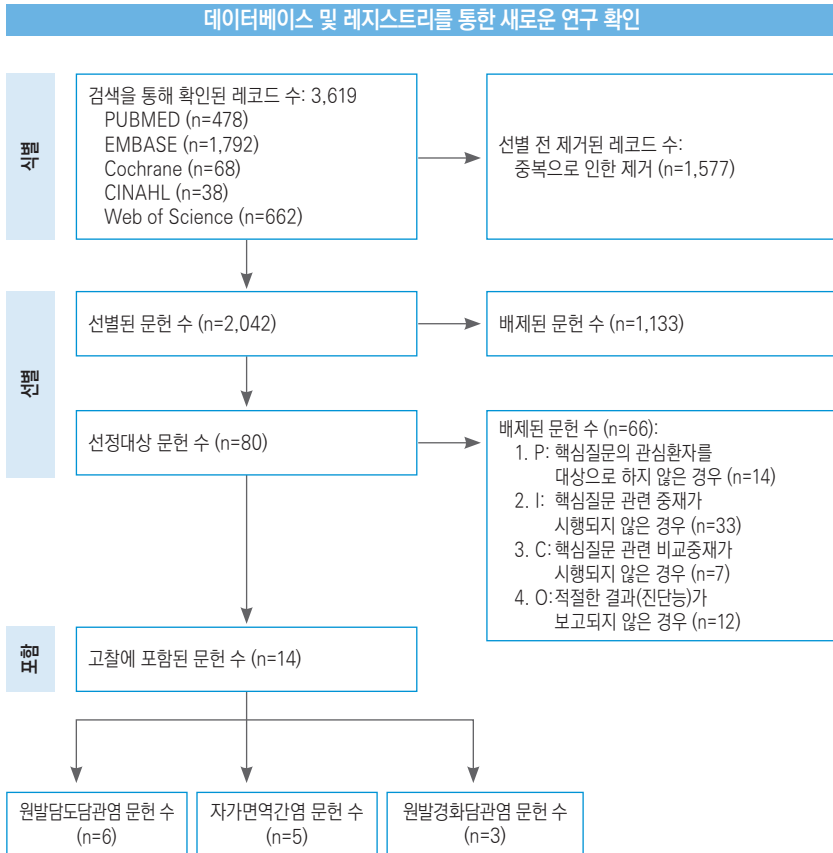 데이터베이스 및 레지스트리를 통한 새로운 연구 확인
식별
검색을 통해 확인된 레코드 수: 3,619
PUBMED (n=478)
EMBASE (n=1,792)
Cochrane (n=68)
CINAHL (n=38)
Web of Science (n=662)
선별 전 제거된 레코드 수:
중복으로 인한 제거 (n=1,577)
선별
선별된 문헌 수 (n=2,042)
배제된 문헌 수 (n=1,133)
선정대상 문헌 수 (n=80)
배제된 문헌 수 (n=66):
1. P: 핵심질문의 관심환자를
대상으로 하지 않은 경우 (n=14)
2. I: 핵심질문 관련 중재가
시행되지 않은 경우 (n=33)
3. C: 핵심질문 관련 비교중재가
시행되지 않은 경우 (n=7)
4. O: 적절한 결과(진단능)가
보고되지 않은 경우 (n=12)
포함
고찰에 포함된 문헌 수 (n=14)
원발담도담관염 문헌 수
(n=6)
자가면역간염 문헌 수
(n=5)
원발경화담관염 문헌 수
(n=3)